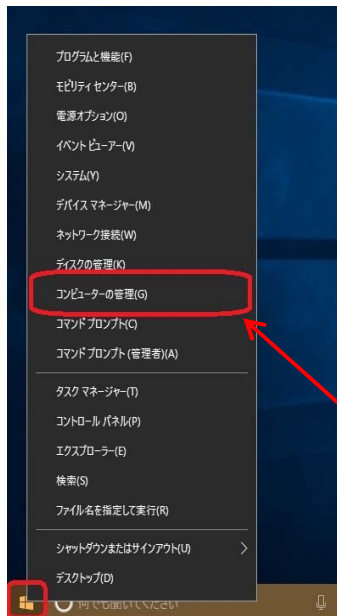 プログラムと機能(F)
モビリティ センター(B)
電源オプション(O)
イベント ビューアー(V)
システム(Y)
デバイス マネージャー(M)
ネットワーク接続(W)
ディスクの管理(K)
コンピューターの管理(G)
コマンド プロンプト(C)
コマンド プロンプト (管理者)(A)
タスク マネージャー(T)
コントロール パネル(P)
エクスプローラー(E)
検索(S)
ファイル名を指定して実行(R)
シャットダウンまたはサインアウト(U)
デスクトップ(D)
何でも聞いてください